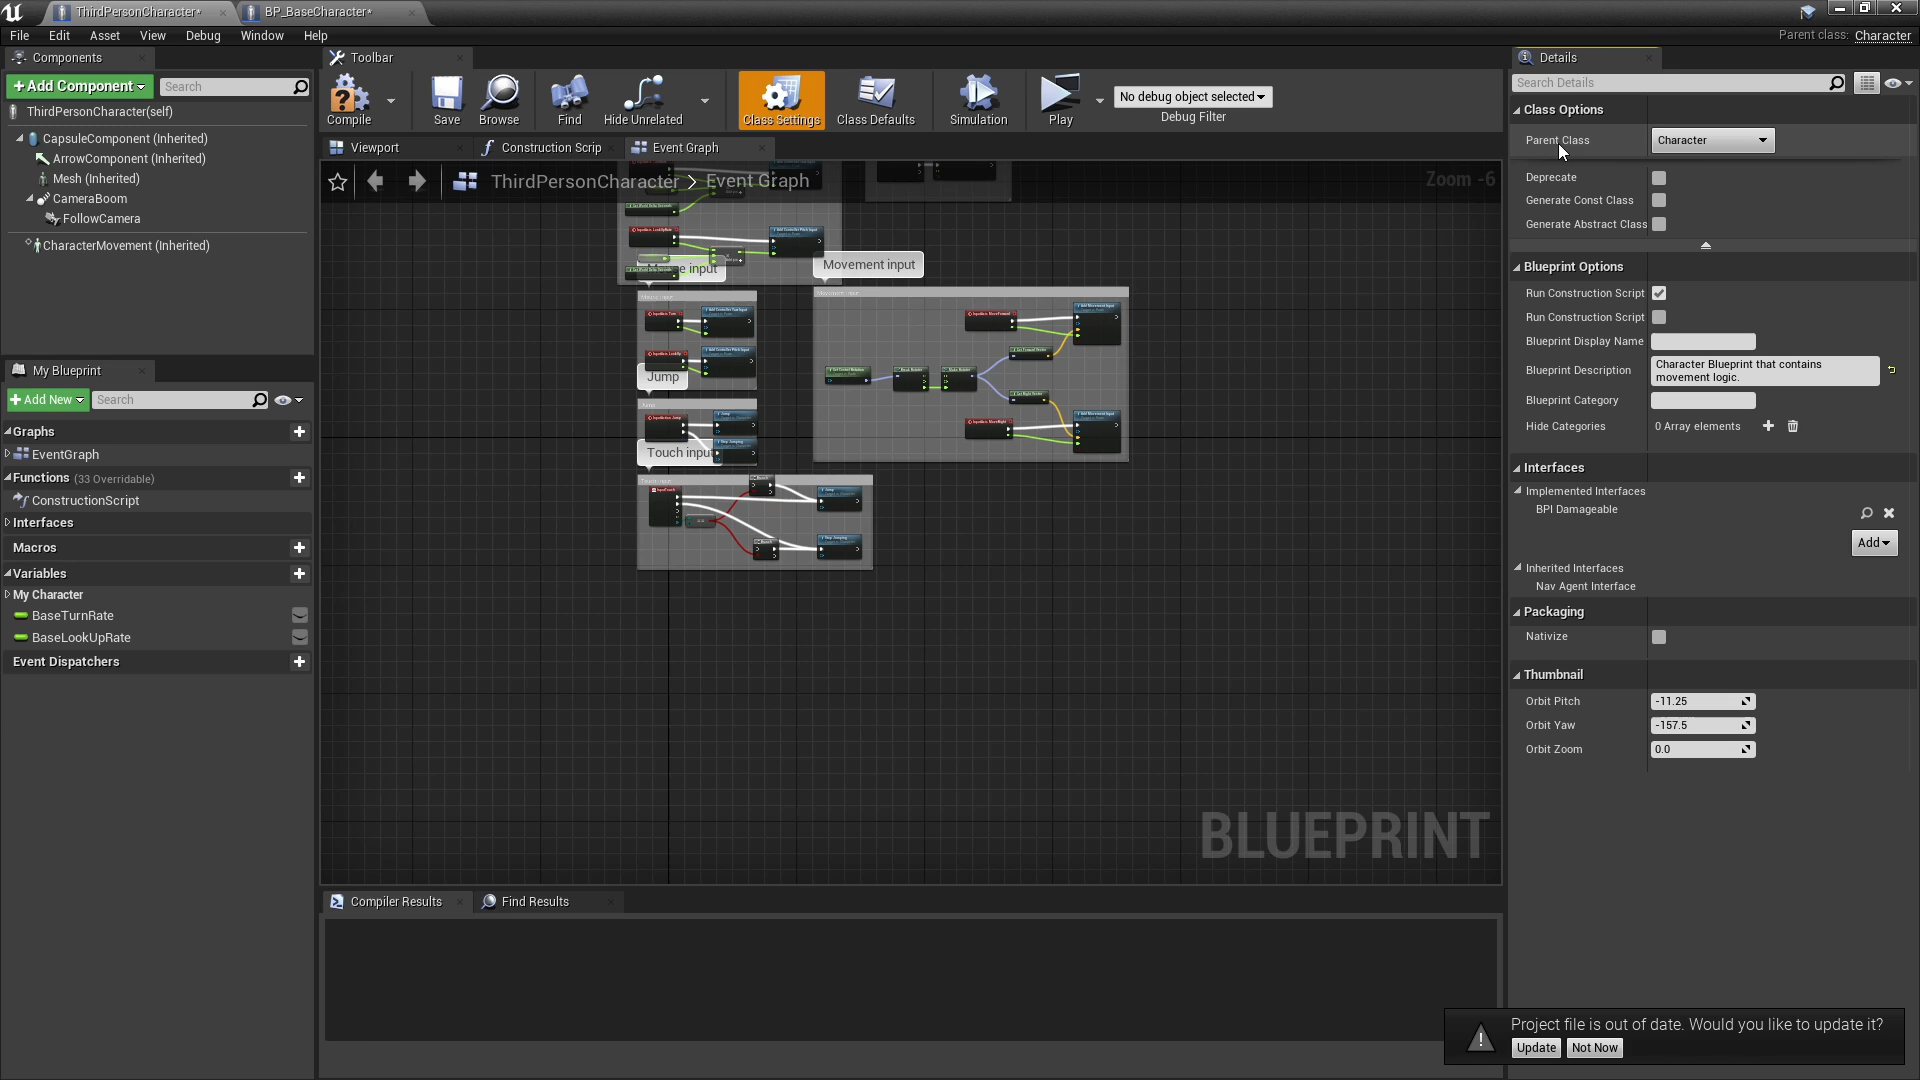 ThirdPersonCharacter*
BP_BaseCharacter*
File Edit Asset View Debug Window Help
Parent class: Character
Components
+Add Component
Search
ThirdPersonCharacter(self)
CapsuleComponent (Inherited)
ArrowComponent (Inherited)
Mesh (Inherited)
CameraBoom
FollowCamera
CharacterMovement (Inherited)
My Blueprint
+Add New
Search
Graphs
EventGraph
Functions (33 Overridable)
ConstructionScript
Interfaces
Macros
Variables
My Character
BaseTurnRate
BaseLookUpRate
Event Dispatchers
Toolbar
Compile
Save
Browse
Find
Hide Unrelated
Class Settings
Class Defaults
Simulation
Play
No debug object selected
Debug Filter
Viewport
Construction Scrip
Event Graph
ThirdPersonCharacter > Event Graph
Zoom -6
input
Movement input
Jump
Touch input
BLUEPRINT
Compiler Results
Find Results
Details
Search Details
Class Options
Parent Class
Character
Deprecate
Generate Const Class
Generate Abstract Class
Blueprint Options
Run Construction Script
Run Construction Script
Blueprint Display Name
Blueprint Description
Character Blueprint that contains
movement logic.
Blueprint Category
Hide Categories
0 Array elements
Interfaces
Implemented Interfaces
BPI Damageable
Add
Inherited Interfaces
Nav Agent Interface
Packaging
Nativize
Thumbnail
Orbit Pitch
-11.25
Orbit Yaw
-157.5
Orbit Zoom
0.0
Project file is out of date. Would you like to update it?
Update
Not Now